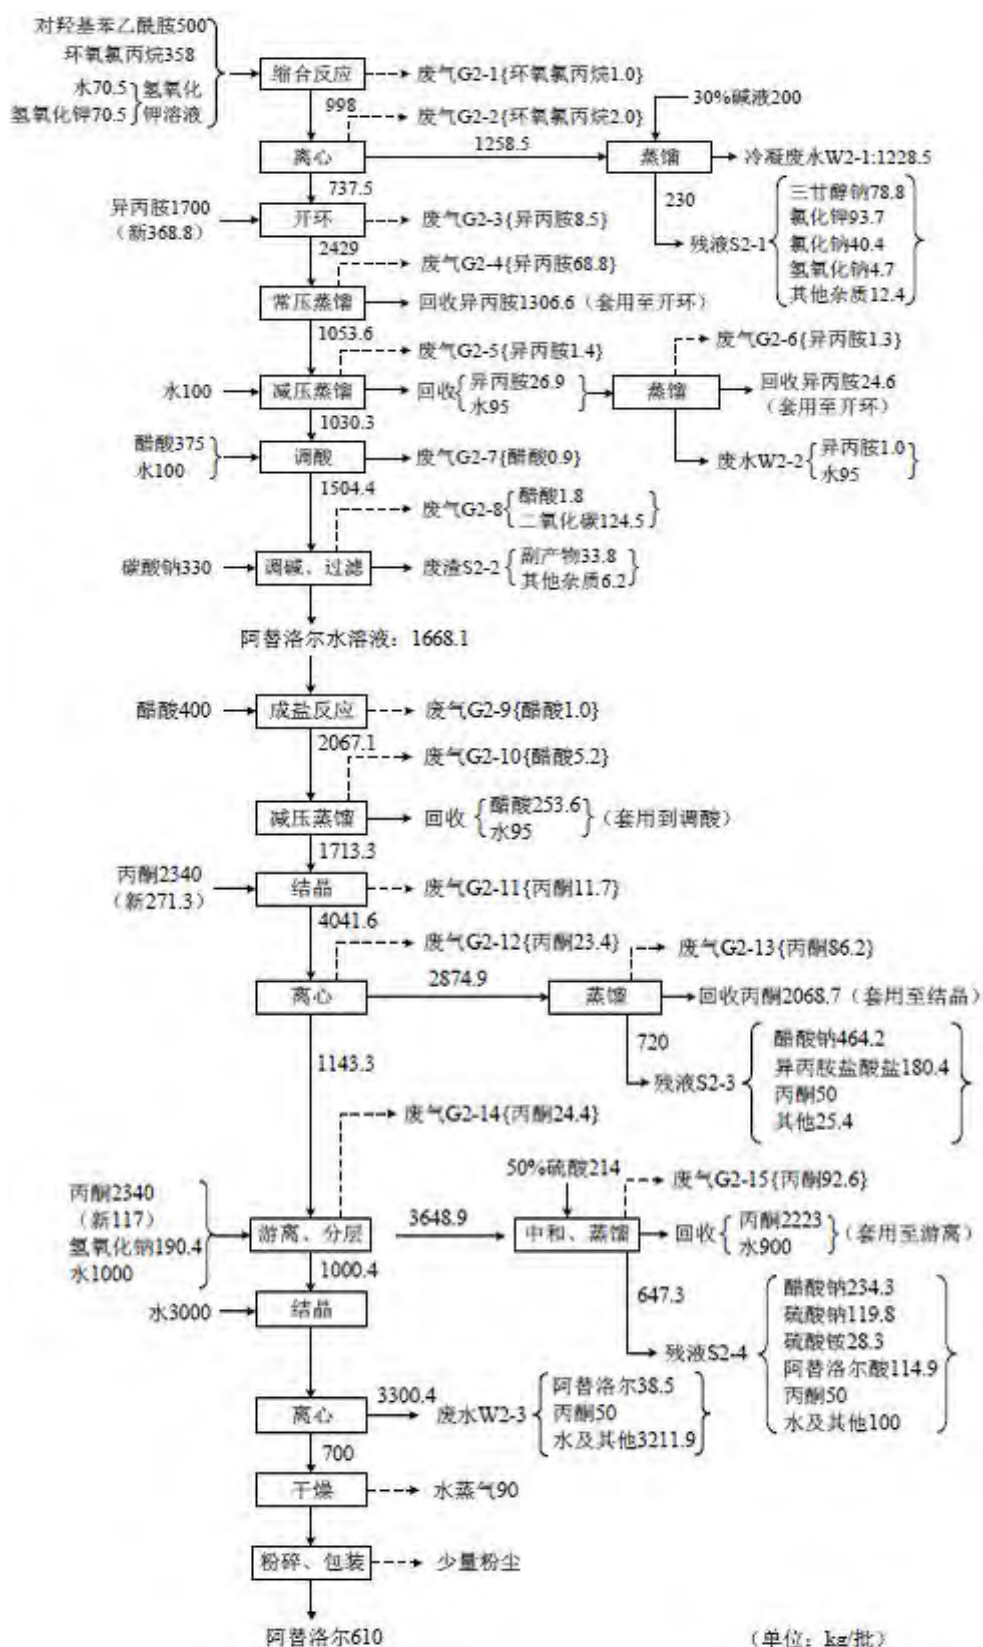 对羟基苯乙酰胺500
环氧氯丙烷358
水70.5
氢氧化钾70.5
氢氧化
钾溶液
缩合反应
废气G2-1{环氧氯丙烷1.0}
998
废气G2-2{环氧氯丙烷2.0}
30%碱液200
离心
1258.5
蒸馏
冷凝废水W2-1:1228.5
737.5
230
异丙胺1700
（新368.8）
开环
废气G2-3{异丙胺8.5}
残液S2-1
三甘醇钠78.8
氯化钾93.7
氯化钠40.4
氢氧化钠4.7
其他杂质12.4
2429
废气G2-4{异丙胺68.8}
常压蒸馏
回收异丙胺1306.6（套用至开环）
1053.6
废气G2-5{异丙胺1.4}
废气G2-6{异丙胺1.3}
水100
减压蒸馏
回收
异丙胺26.9
水95
蒸馏
回收异丙胺24.6
（套用至开环）
1030.3
醋酸375
水100
调酸
废气G2-7{醋酸0.9}
废水W2-2
异丙胺1.0
水95
1504.4
废气G2-8
醋酸1.8
二氧化碳124.5
碳酸钠330
调碱、过滤
废渣S2-2
副产物33.8
其他杂质6.2
阿替洛尔水溶液：1668.1
醋酸400
成盐反应
废气G2-9{醋酸1.0}
2067.1
废气G2-10{醋酸5.2}
减压蒸馏
回收
醋酸253.6
水95
（套用到调酸）
1713.3
丙酮2340
（新271.3）
结晶
废气G2-11{丙酮11.7}
4041.6
废气G2-12{丙酮23.4}
废气G2-13{丙酮86.2}
离心
2874.9
蒸馏
回收丙酮2068.7（套用至结晶）
1143.3
720
残液S2-3
醋酸钠464.2
异丙胺盐酸盐180.4
丙酮50
其他25.4
废气G2-14{丙酮24.4}
50%硫酸214
废气G2-15{丙酮92.6}
丙酮2340
（新117）
氢氧化钠190.4
水1000
游离、分层
3648.9
中和、蒸馏
回收
丙酮2223
水900
（套用至游离）
1000.4
647.3
水3000
结晶
残液S2-4
醋酸钠234.3
硫酸钠119.8
硫酸铵28.3
阿替洛尔酸114.9
丙酮50
水及其他100
离心
3300.4
废水W2-3
阿替洛尔38.5
丙酮50
水及其他3211.9
700
干燥
水蒸气90
粉碎、包装
少量粉尘
阿替洛尔610
（单位：kg/批）